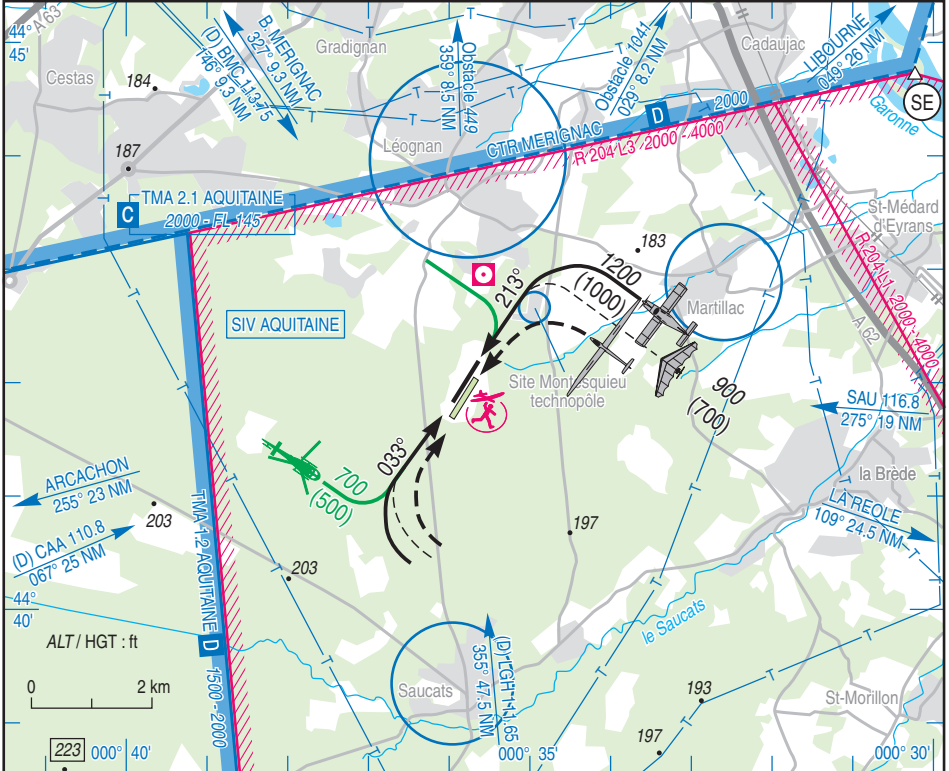 A 63
44°
45'
Cestas
184
187
(D) BMC 113.75
146° 9.3 NM
B. MERIGNAC
327° 9.3 NM
Gradignan
Obstacle 449
359° 8.5 NM
Obstacle 1041
029° 8.2 NM
Cadaujac
LIBOURNE
049° 26 NM
SE
Garonne
Léognan
CTR MERIGNAC
D
2000
R 204 L3 2000 - 4000
C
TMA 2.1 AQUITAINE
2000 - FL 145
St-Médard
d'Eyrans
R 204 L1 2000 - 4000
A 62
183
1200
(1000)
213°
Martillac
SIV AQUITAINE
Site Montesquieu
technopôle
900
(700)
SAU 116.8
275° 19 NM
033°
700
(500)
la Brède
ARCACHON
255° 23 NM
203
(D) CAA 110.8
067° 25 NM
LA REOLE
109° 24.5 NM
197
203
TMA 1.2 AQUITAINE
D
1500 - 2000
44°
40'
ALT / HGT : ft
0
2 km
le Saucats
Saucats
355° 47.5 NM
193
197
St-Morillon
223
000° 40'
000° 35'
000° 30'